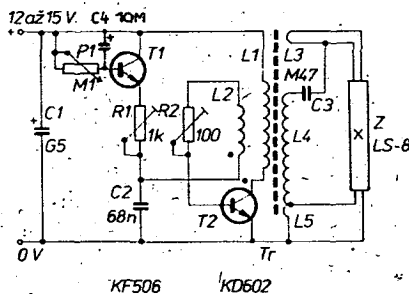 12až15 V. C4 10M
+
+
P1
M1
T1
L1
L3
M47
C3
L2
R1
1k
R2
100
L4
Z
LS-8
+
C1
G5
C2
68n
T2
L5
0 V
Tr
KF506 KD602